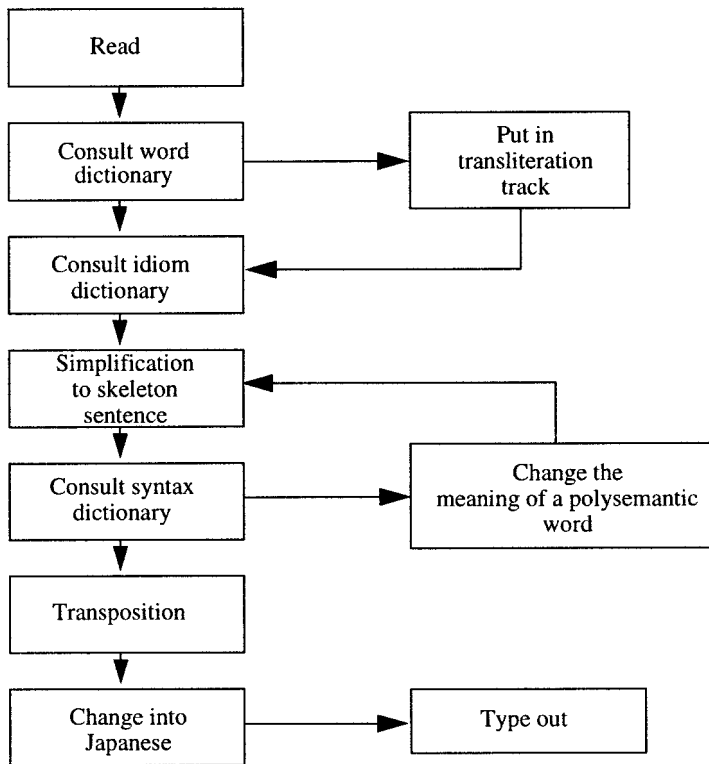 Read
Consult word
dictionary
Put in
transliteration
track
Consult idiom
dictionary
Simplification
to skeleton
sentence
Consult syntax
dictionary
Change the
meaning of a polysemantic
word
Transposition
Change into
Japanese
Type out